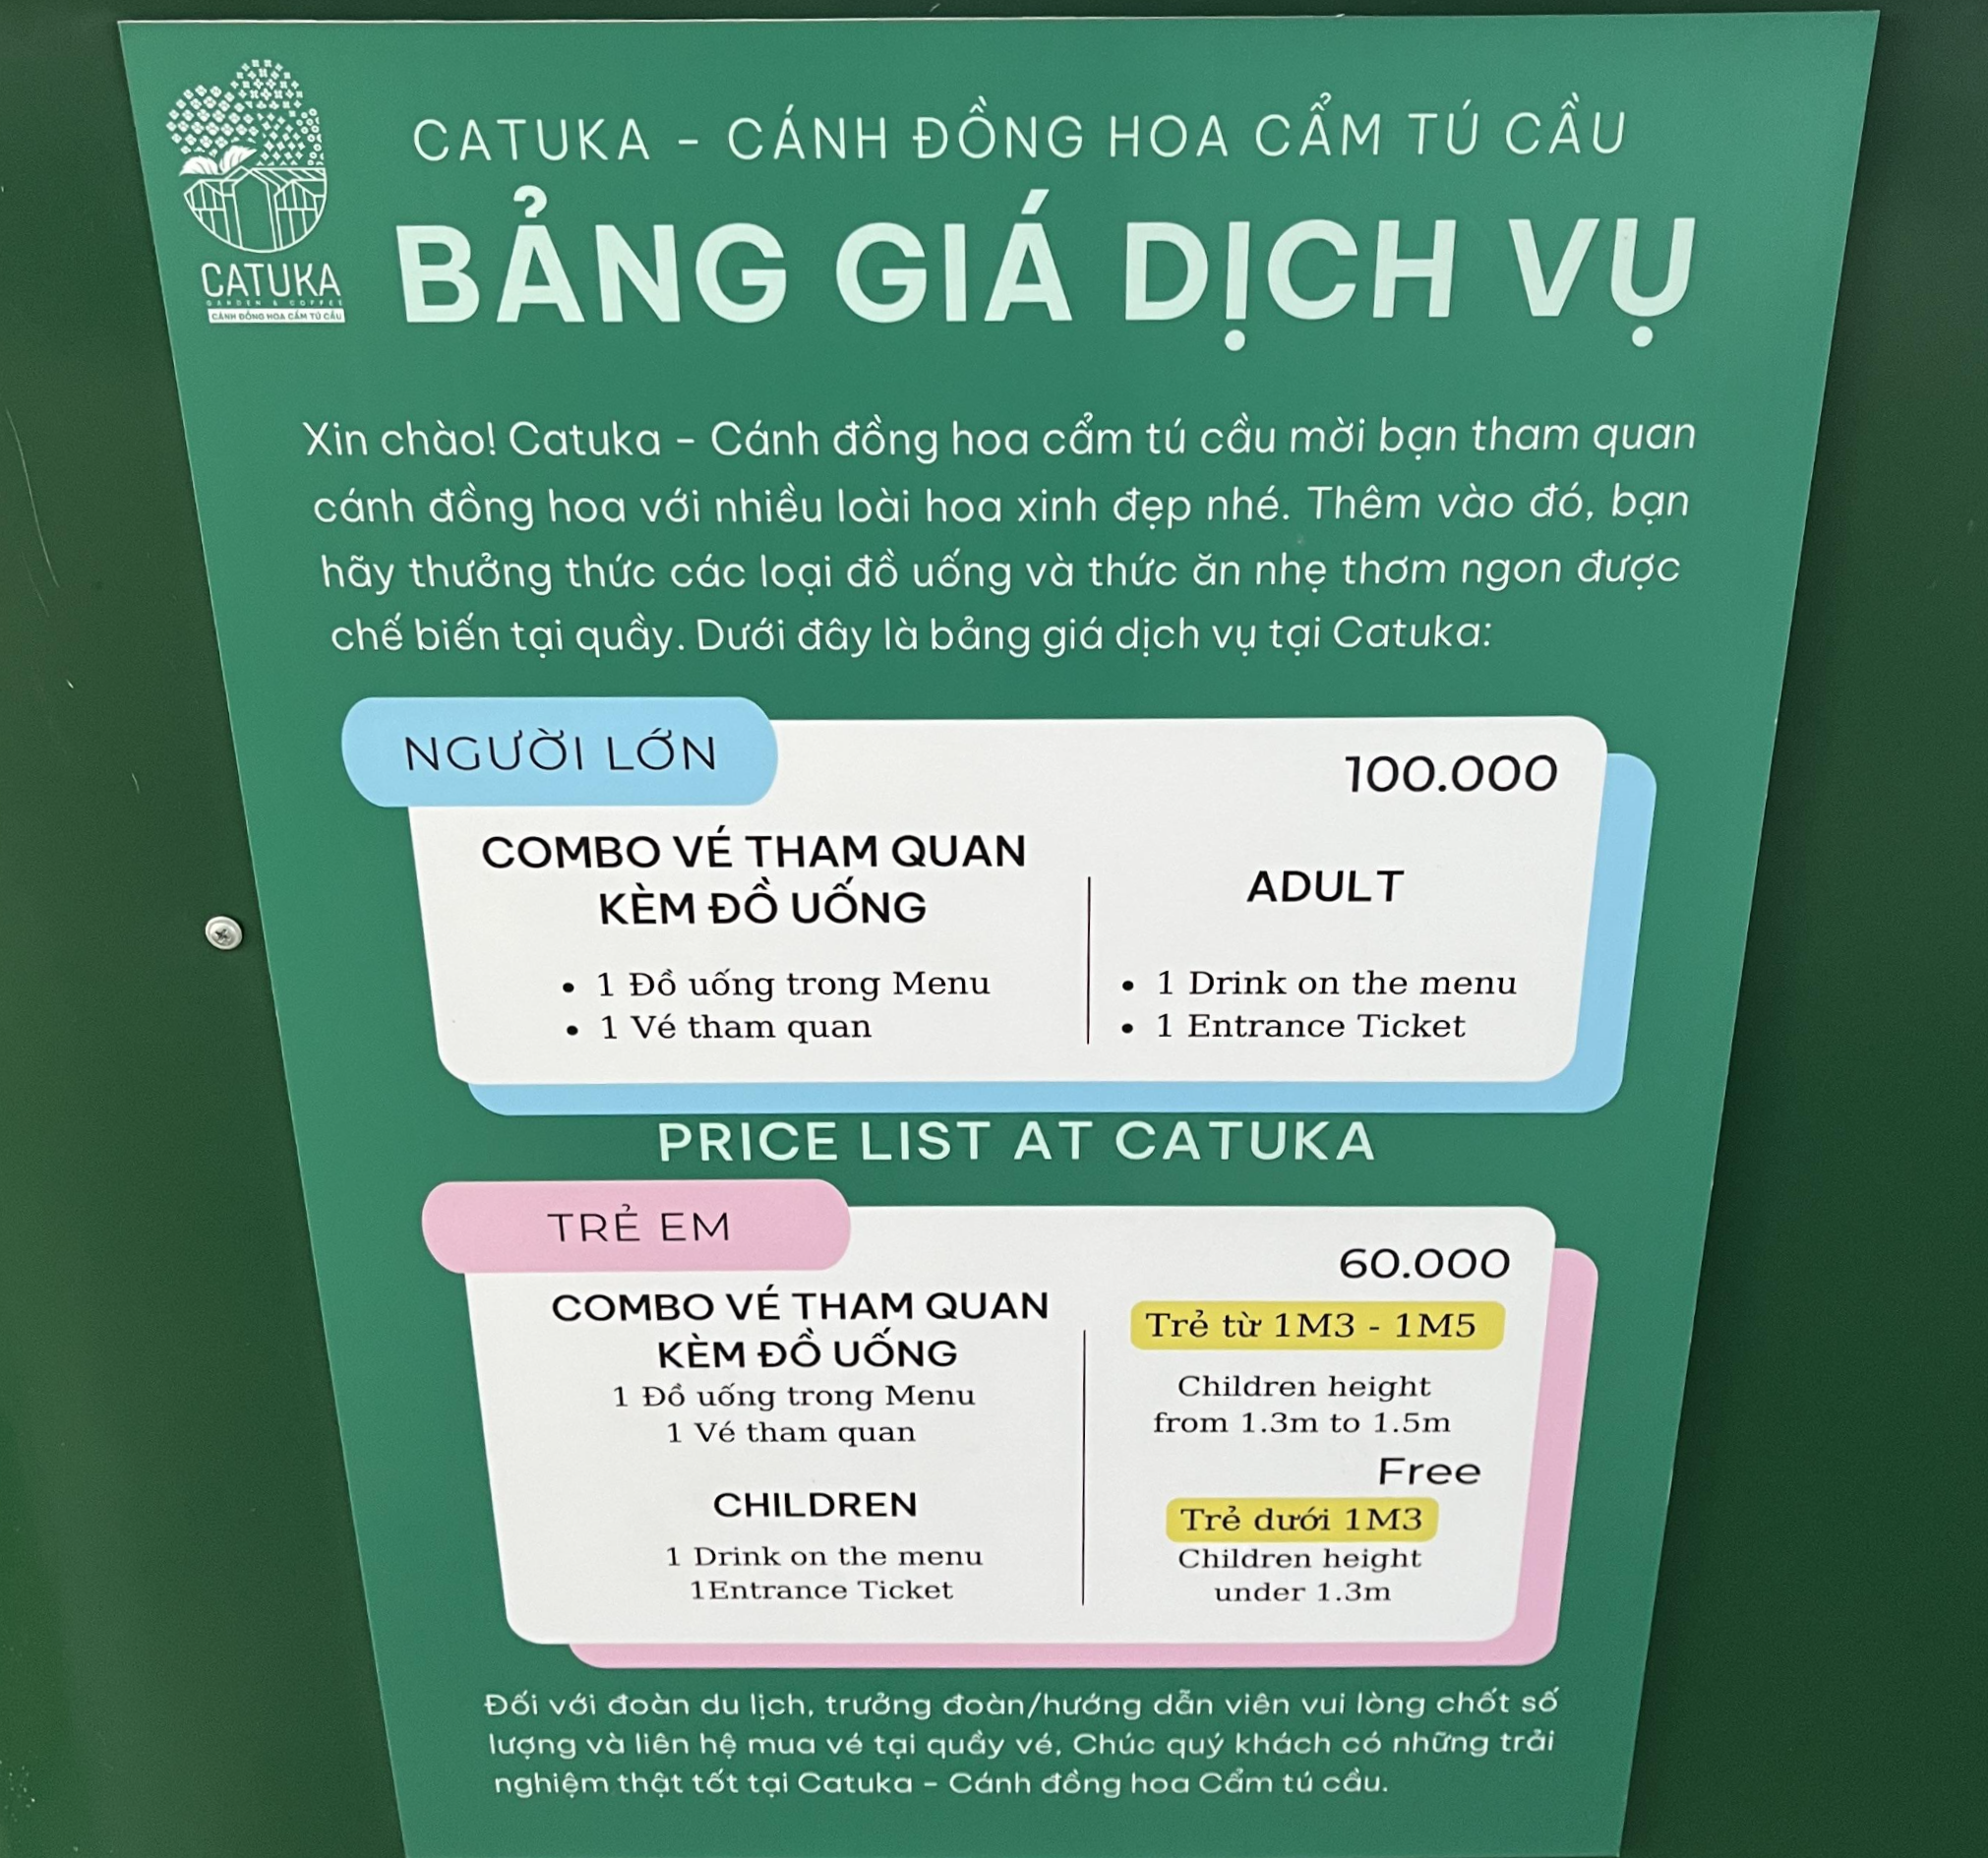 CATUKA
GARDEN & COFFEE
CÁNH ĐỒNG HOA CẨM TÚ CẦU
CATUKA - CÁNH ĐỒNG HOA CẨM TÚ CẦU
BẢNG GIÁ DỊCH VỤ
Xin chào! Catuka - Cánh đồng hoa cẩm tú cầu mời bạn tham quan
cánh đồng hoa với nhiều loài hoa xinh đẹp nhé. Thêm vào đó, bạn
hãy thưởng thức các loại đồ uống và thức ăn nhẹ thơm ngon được
chế biến tại quầy. Dưới đây là bảng giá dịch vụ tại Catuka:
NGƯỜI LỚN
100.000
COMBO VÉ THAM QUAN
KÈM ĐỒ UỐNG
• 1 Đồ uống trong Menu
• 1 Vé tham quan
ADULT
• 1 Drink on the menu
• 1 Entrance Ticket
PRICE LIST AT CATUKA
TRẺ EM
COMBO VÉ THAM QUAN
KÈM ĐỒ UỐNG
1 Đồ uống trong Menu
1 Vé tham quan
CHILDREN
1 Drink on the menu
1Entrance Ticket
60.000
Trẻ từ 1M3 - 1M5
Children height
from 1.3m to 1.5m
Free
Trẻ dưới 1M3
Children height
under 1.3m
Đối với đoàn du lịch, trưởng đoàn/hướng dẫn viên vui lòng chốt số
lượng và liên hệ mua vé tại quầy vé, Chúc quý khách có những trải
nghiệm thật tốt tại Catuka - Cánh đồng hoa Cẩm tú cầu.